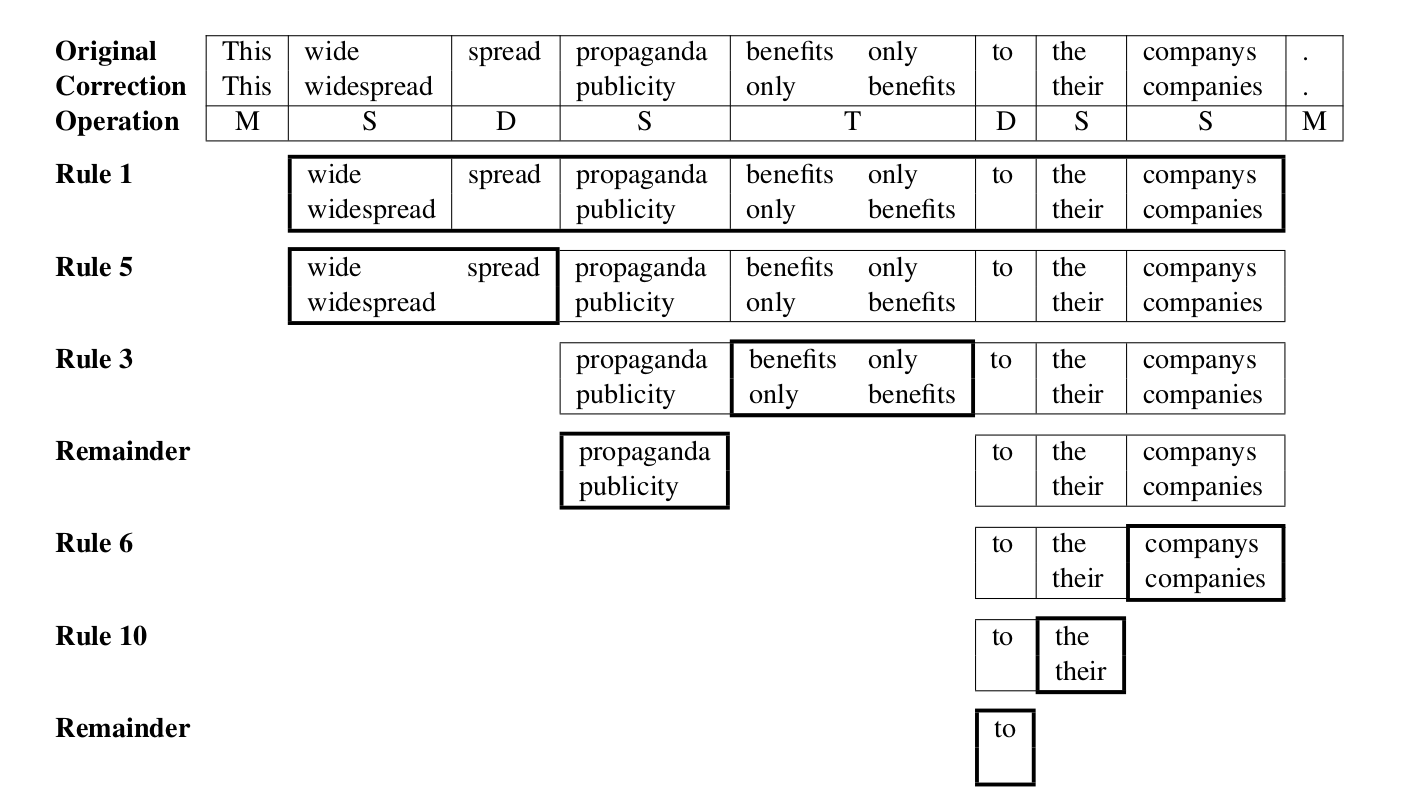 Original This wide spread propaganda benefits only to the companys .
Correction This widespread publicity only benefits their companies .
Operation M S D S T D S S M
Rule 1 wide spread propaganda benefits only to the companys
widespread publicity only benefits their companies
Rule 5 wide spread propaganda benefits only to the companys
widespread publicity only benefits their companies
Rule 3 propaganda benefits only to the companys
publicity only benefits their companies
Remainder propaganda to the companys
publicity their companies
Rule 6 to the companys
their companies
Rule 10 to the
their
Remainder to